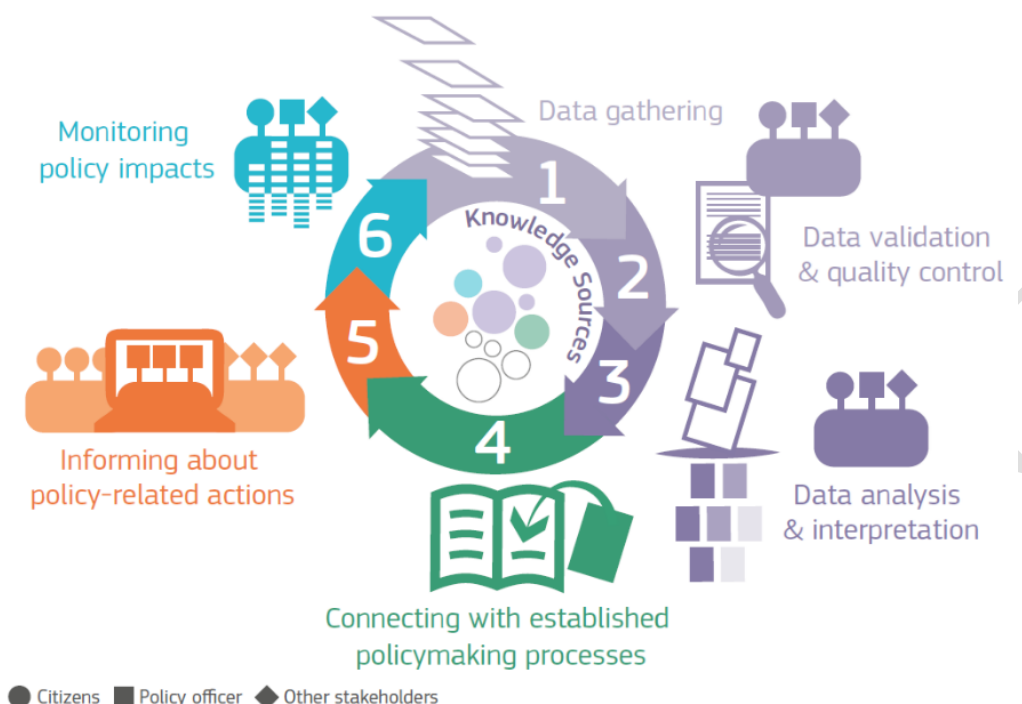 Data gathering
Monitoring
policy impacts
1
Knowledge Sources
6
2
Data validation
& quality control
5
3
4
Informing about
policy-related actions
Data analysis
& interpretation
Connecting with established
policymaking processes
Citizens Policy officer Other stakeholders